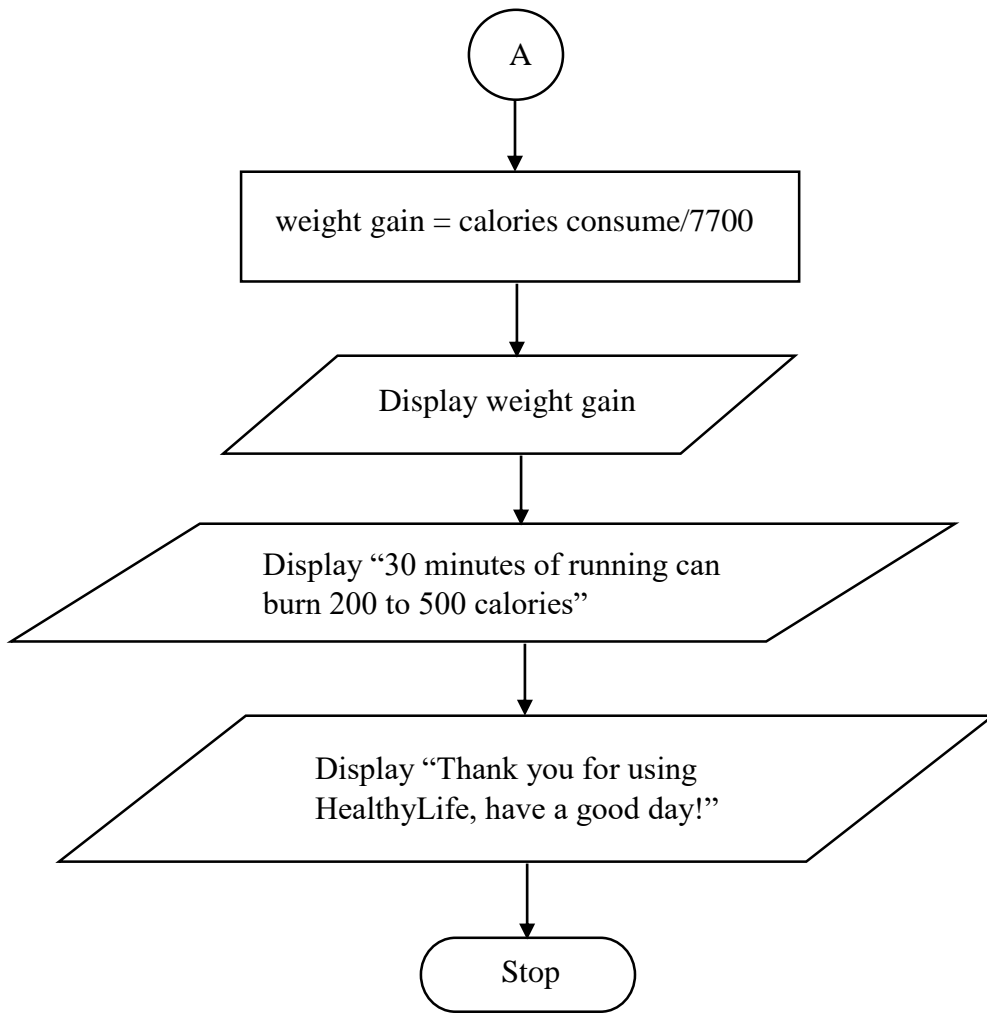 A
weight gain = calories consume/7700
Display weight gain
Display “30 minutes of running can
burn 200 to 500 calories”
Display “Thank you for using
HealthyLife, have a good day!”
Stop